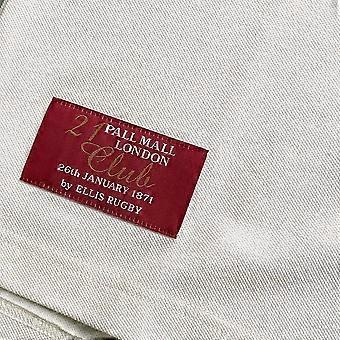 21 Club
PALL MALL
LONDON
26th JANUARY 1871
by ELLIS RUGBY